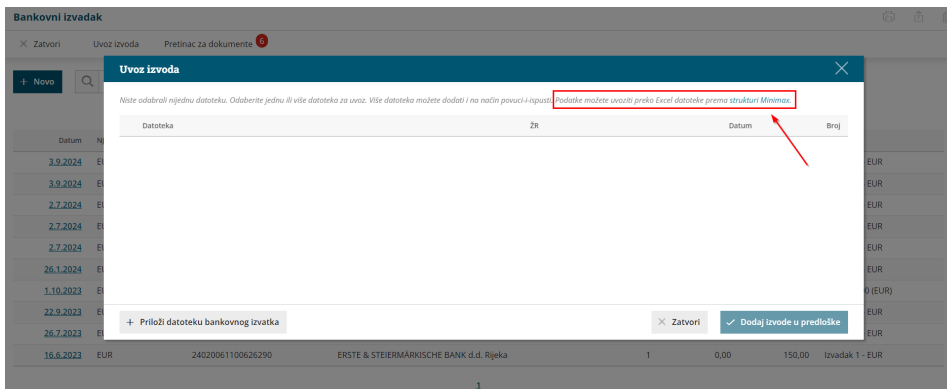 Bankovni izvadak
Zatvori Uvoz izvoda Pretinac za dokumente 6
+ Novo
Uvoz izvoda
Niste odabrali nijednu datoteku. Odaberite jednu ili više datoteka za uvoz. Više datoteka možete dodati i na način povuci-i-ispusti. Podatke možete uvoziti preko Excel datoteke prema strukturi Minimax.
Datoteka ŽR Datum Broj
Datum
3.9.2024 EUR
3.9.2024 EUR
2.7.2024 EUR
2.7.2024 EUR
2.7.2024 EUR
26.1.2024 EUR
1.10.2023 (EUR)
22.9.2023 EUR
26.7.2023 EUR
+ Priloži datoteku bankovnog izvatka Zatvori Dodaj izvode u predloške
16.6.2023 EUR 24020061100626290 ERSTE & STEIERMÄRKISCHE BANK d.d. Rijeka 1 0,00 150,00 Izvadak 1 - EUR
1